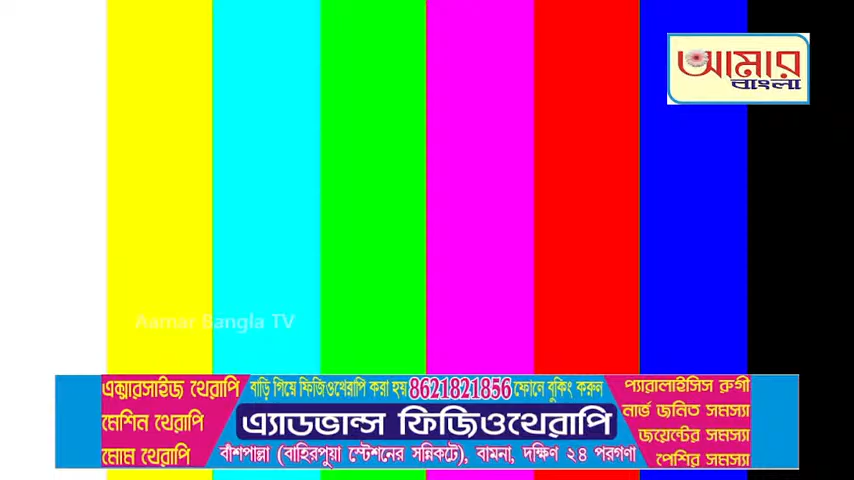 আমার
বাংলা
Aamar Bangla TV
এক্সারসাইজ থেরাপি
মেশিন থেরাপি
মোম থেরাপি
বাড়ি গিয়ে ফিজিওথেরাপি করা হয় 8621821856 ফোনে বুকিং করুন
এ্যাডভান্স ফিজিওথেরাপি
বাঁশপাল্লা (বাহিরপুয়া স্টেশনের সন্নিকটে), বামনা, দক্ষিণ ২৪ পরগণা
প্যারালাইসিস রুগী
নার্ভ জনিত সমস্যা
জয়েন্টের সমস্যা
পেশির সমস্যা